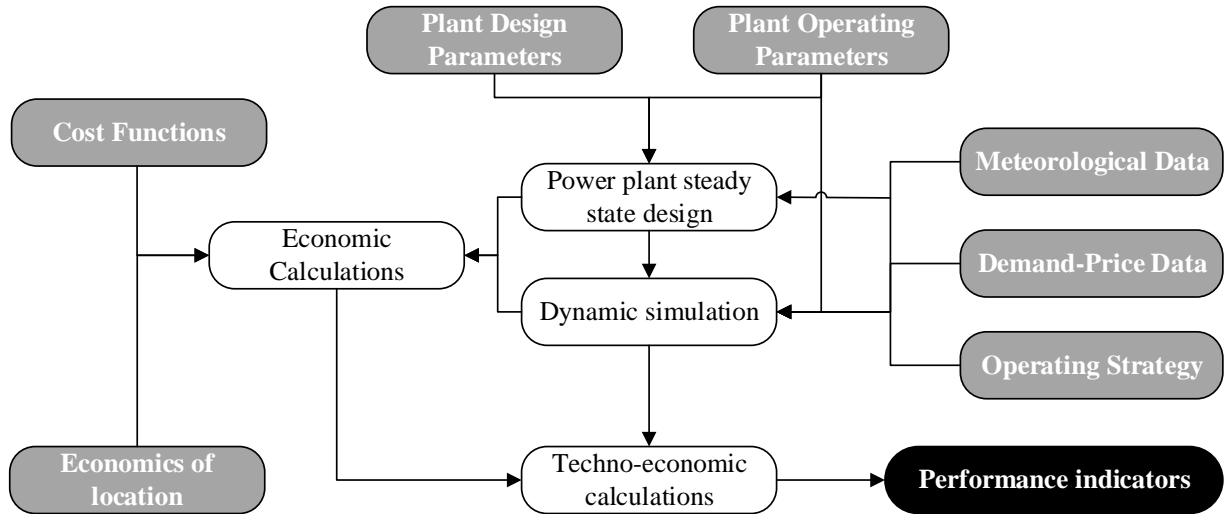 Plant Design
Parameters
Plant Operating
Parameters
Cost Functions
Meteorological Data
Power plant steady
state design
Economic
Calculations
Demand-Price Data
Dynamic simulation
Operating Strategy
Economics of
location
Techno-economic
calculations
Performance indicators